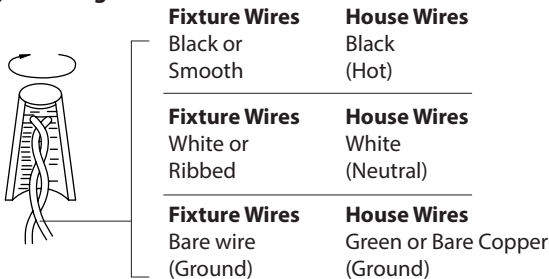 Fixture Wires House Wires
Black or Black
Smooth (Hot)
Fixture Wires House Wires
White or White
Ribbed (Neutral)
Fixture Wires House Wires
Bare wire Green or Bare Copper
(Ground) (Ground)